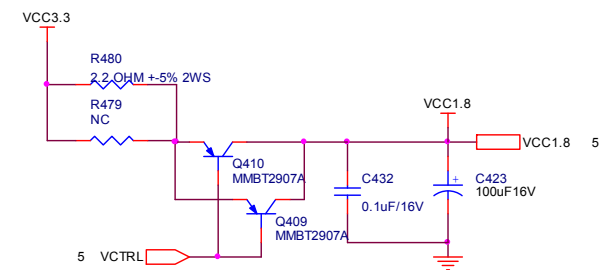 VCC3.3
R480
2.2 OHM +-5% 2WS
R479
NC
VCC1.8
VCC1.8 5
Q410
MMBT2907A
C432
0.1uF/16V
C423
100uF16V
+
Q409
MMBT2907A
5 VCTRL